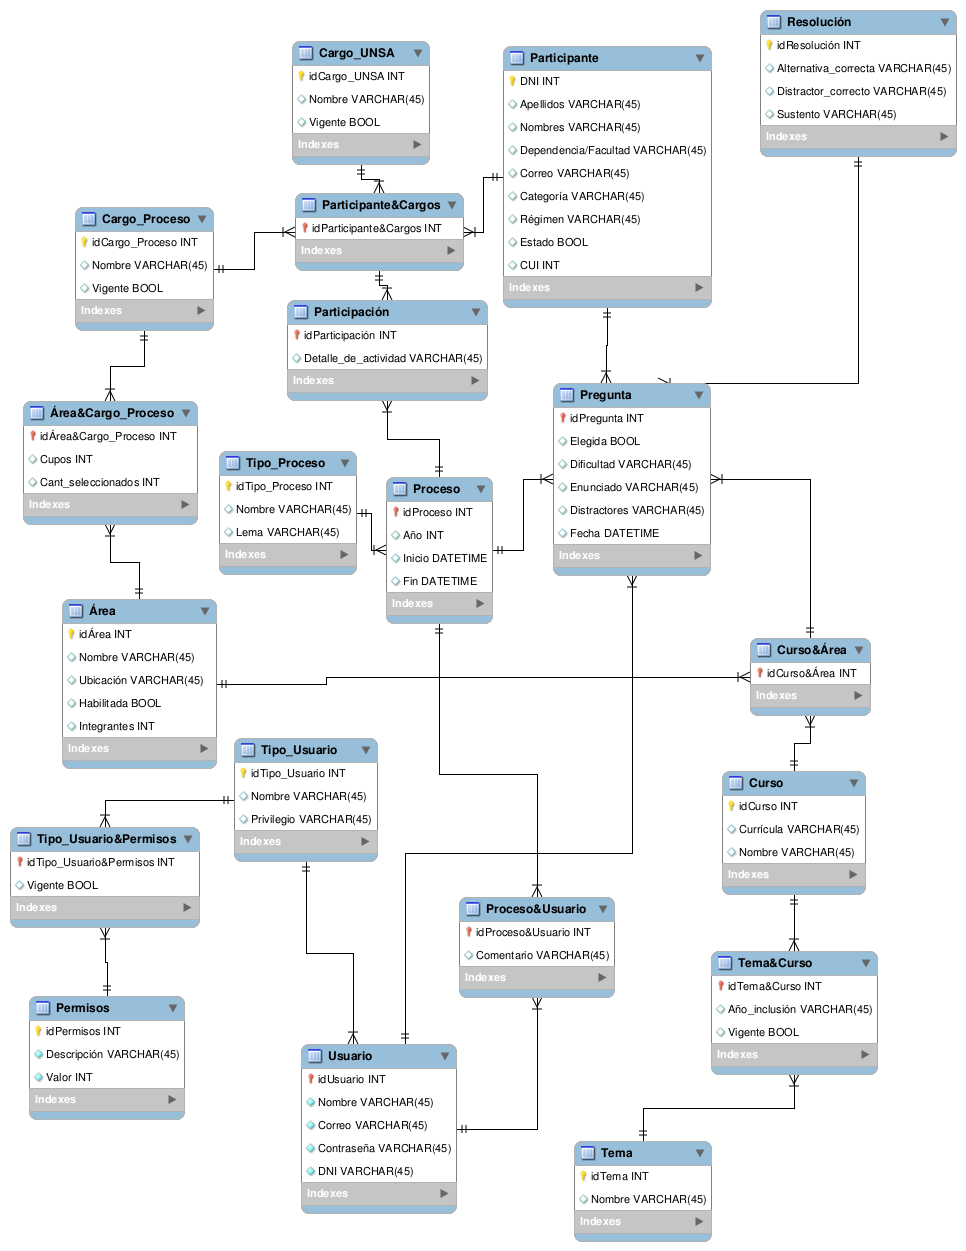 Resolución
idResolución INT
Alternativa_correcta VARCHAR(45)
Distractor_correcto VARCHAR(45)
Sustento VARCHAR(45)
Indexes
Cargo_UNSA
idCargo_UNSA INT
Nombre VARCHAR(45)
Vigente BOOL
Indexes
Participante
DNI INT
Apellidos VARCHAR(45)
Nombres VARCHAR(45)
Dependencia/Facultad VARCHAR(45)
Correo VARCHAR(45)
Categoría VARCHAR(45)
Régimen VARCHAR(45)
Estado BOOL
CUI INT
Indexes
Participante&Cargos
idParticipante&Cargos INT
Indexes
Cargo_Proceso
idCargo_Proceso INT
Nombre VARCHAR(45)
Vigente BOOL
Indexes
Participación
idParticipación INT
Detalle_de_actividad VARCHAR(45)
Indexes
Pregunta
idPregunta INT
Elegida BOOL
Dificultad VARCHAR(45)
Enunciado VARCHAR(45)
Distractores VARCHAR(45)
Fecha DATETIME
Indexes
Área&Cargo_Proceso
idÁrea&Cargo_Proceso INT
Cupos INT
Cant_seleccionados INT
Indexes
Tipo_Proceso
idTipo_Proceso INT
Nombre VARCHAR(45)
Lema VARCHAR(45)
Indexes
Proceso
idProceso INT
Año INT
Inicio DATETIME
Fin DATETIME
Indexes
Área
idÁrea INT
Nombre VARCHAR(45)
Ubicación VARCHAR(45)
Habilitada BOOL
Integrantes INT
Indexes
Curso&Área
idCurso&Área INT
Indexes
Tipo_Usuario
idTipo_Usuario INT
Nombre VARCHAR(45)
Privilegio VARCHAR(45)
Indexes
Curso
idCurso INT
Currícula VARCHAR(45)
Nombre VARCHAR(45)
Indexes
Tipo_Usuario&Permisos
idTipo_Usuario&Permisos INT
Vigente BOOL
Indexes
Proceso&Usuario
idProceso&Usuario INT
Comentario VARCHAR(45)
Indexes
Tema&Curso
idTema&Curso INT
Año_inclusión VARCHAR(45)
Vigente BOOL
Indexes
Permisos
idPermisos INT
Descripción VARCHAR(45)
Valor INT
Indexes
Usuario
idUsuario INT
Nombre VARCHAR(45)
Correo VARCHAR(45)
Contraseña VARCHAR(45)
DNI VARCHAR(45)
Indexes
Tema
idTema INT
Nombre VARCHAR(45)
Indexes